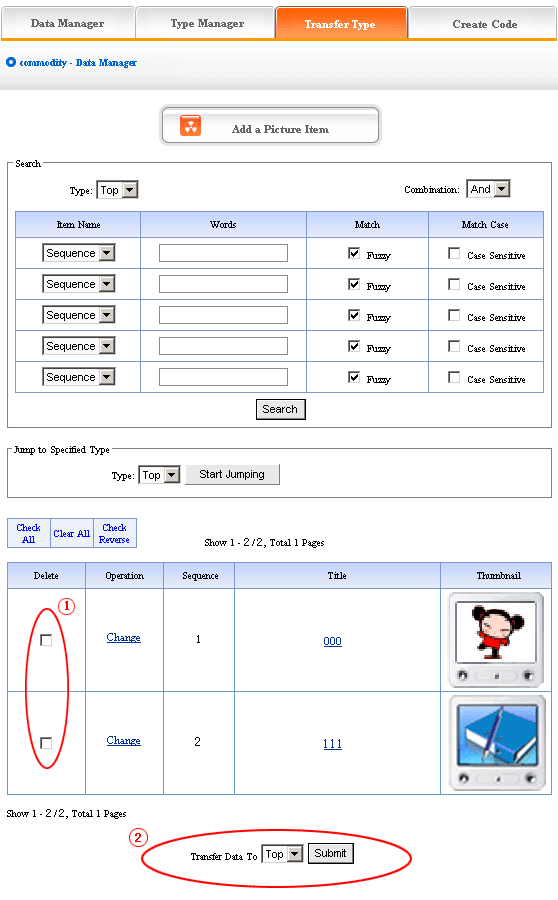 Data Manager Type Manager Transfer Type Create Code
commodity - Data Manager
Add a Picture Item
Search
Type: Top Combination: And
Item Name Words Match Match Case
Sequence Fuzzy Case Sensitive
Sequence Fuzzy Case Sensitive
Sequence Fuzzy Case Sensitive
Sequence Fuzzy Case Sensitive
Sequence Fuzzy Case Sensitive
Search
Jump to Specified Type
Type: Top Start Jumping
Check All Clear All Check Reverse
Show 1 - 2 / 2, Total 1 Pages
Delete Operation Sequence Title Thumbnail
1
Change 1 000
Change 2 111
Show 1 - 2 / 2, Total 1 Pages
2
Transfer Data To Top Submit